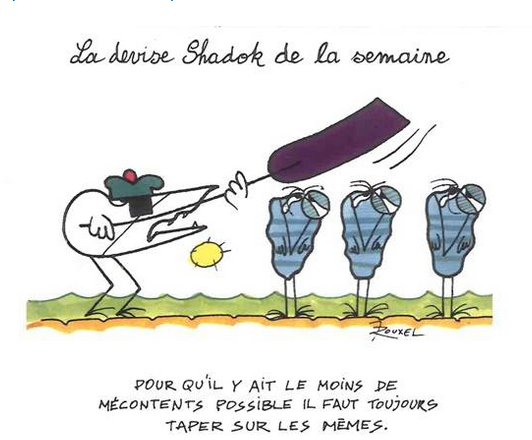 La devise Shadok de la semaine
ROUXEL
POUR QU'IL Y AIT LE MOINS DE
MÉCONTENTS POSSIBLE IL FAUT TOUJOURS
TAPER SUR LES MÊMES.